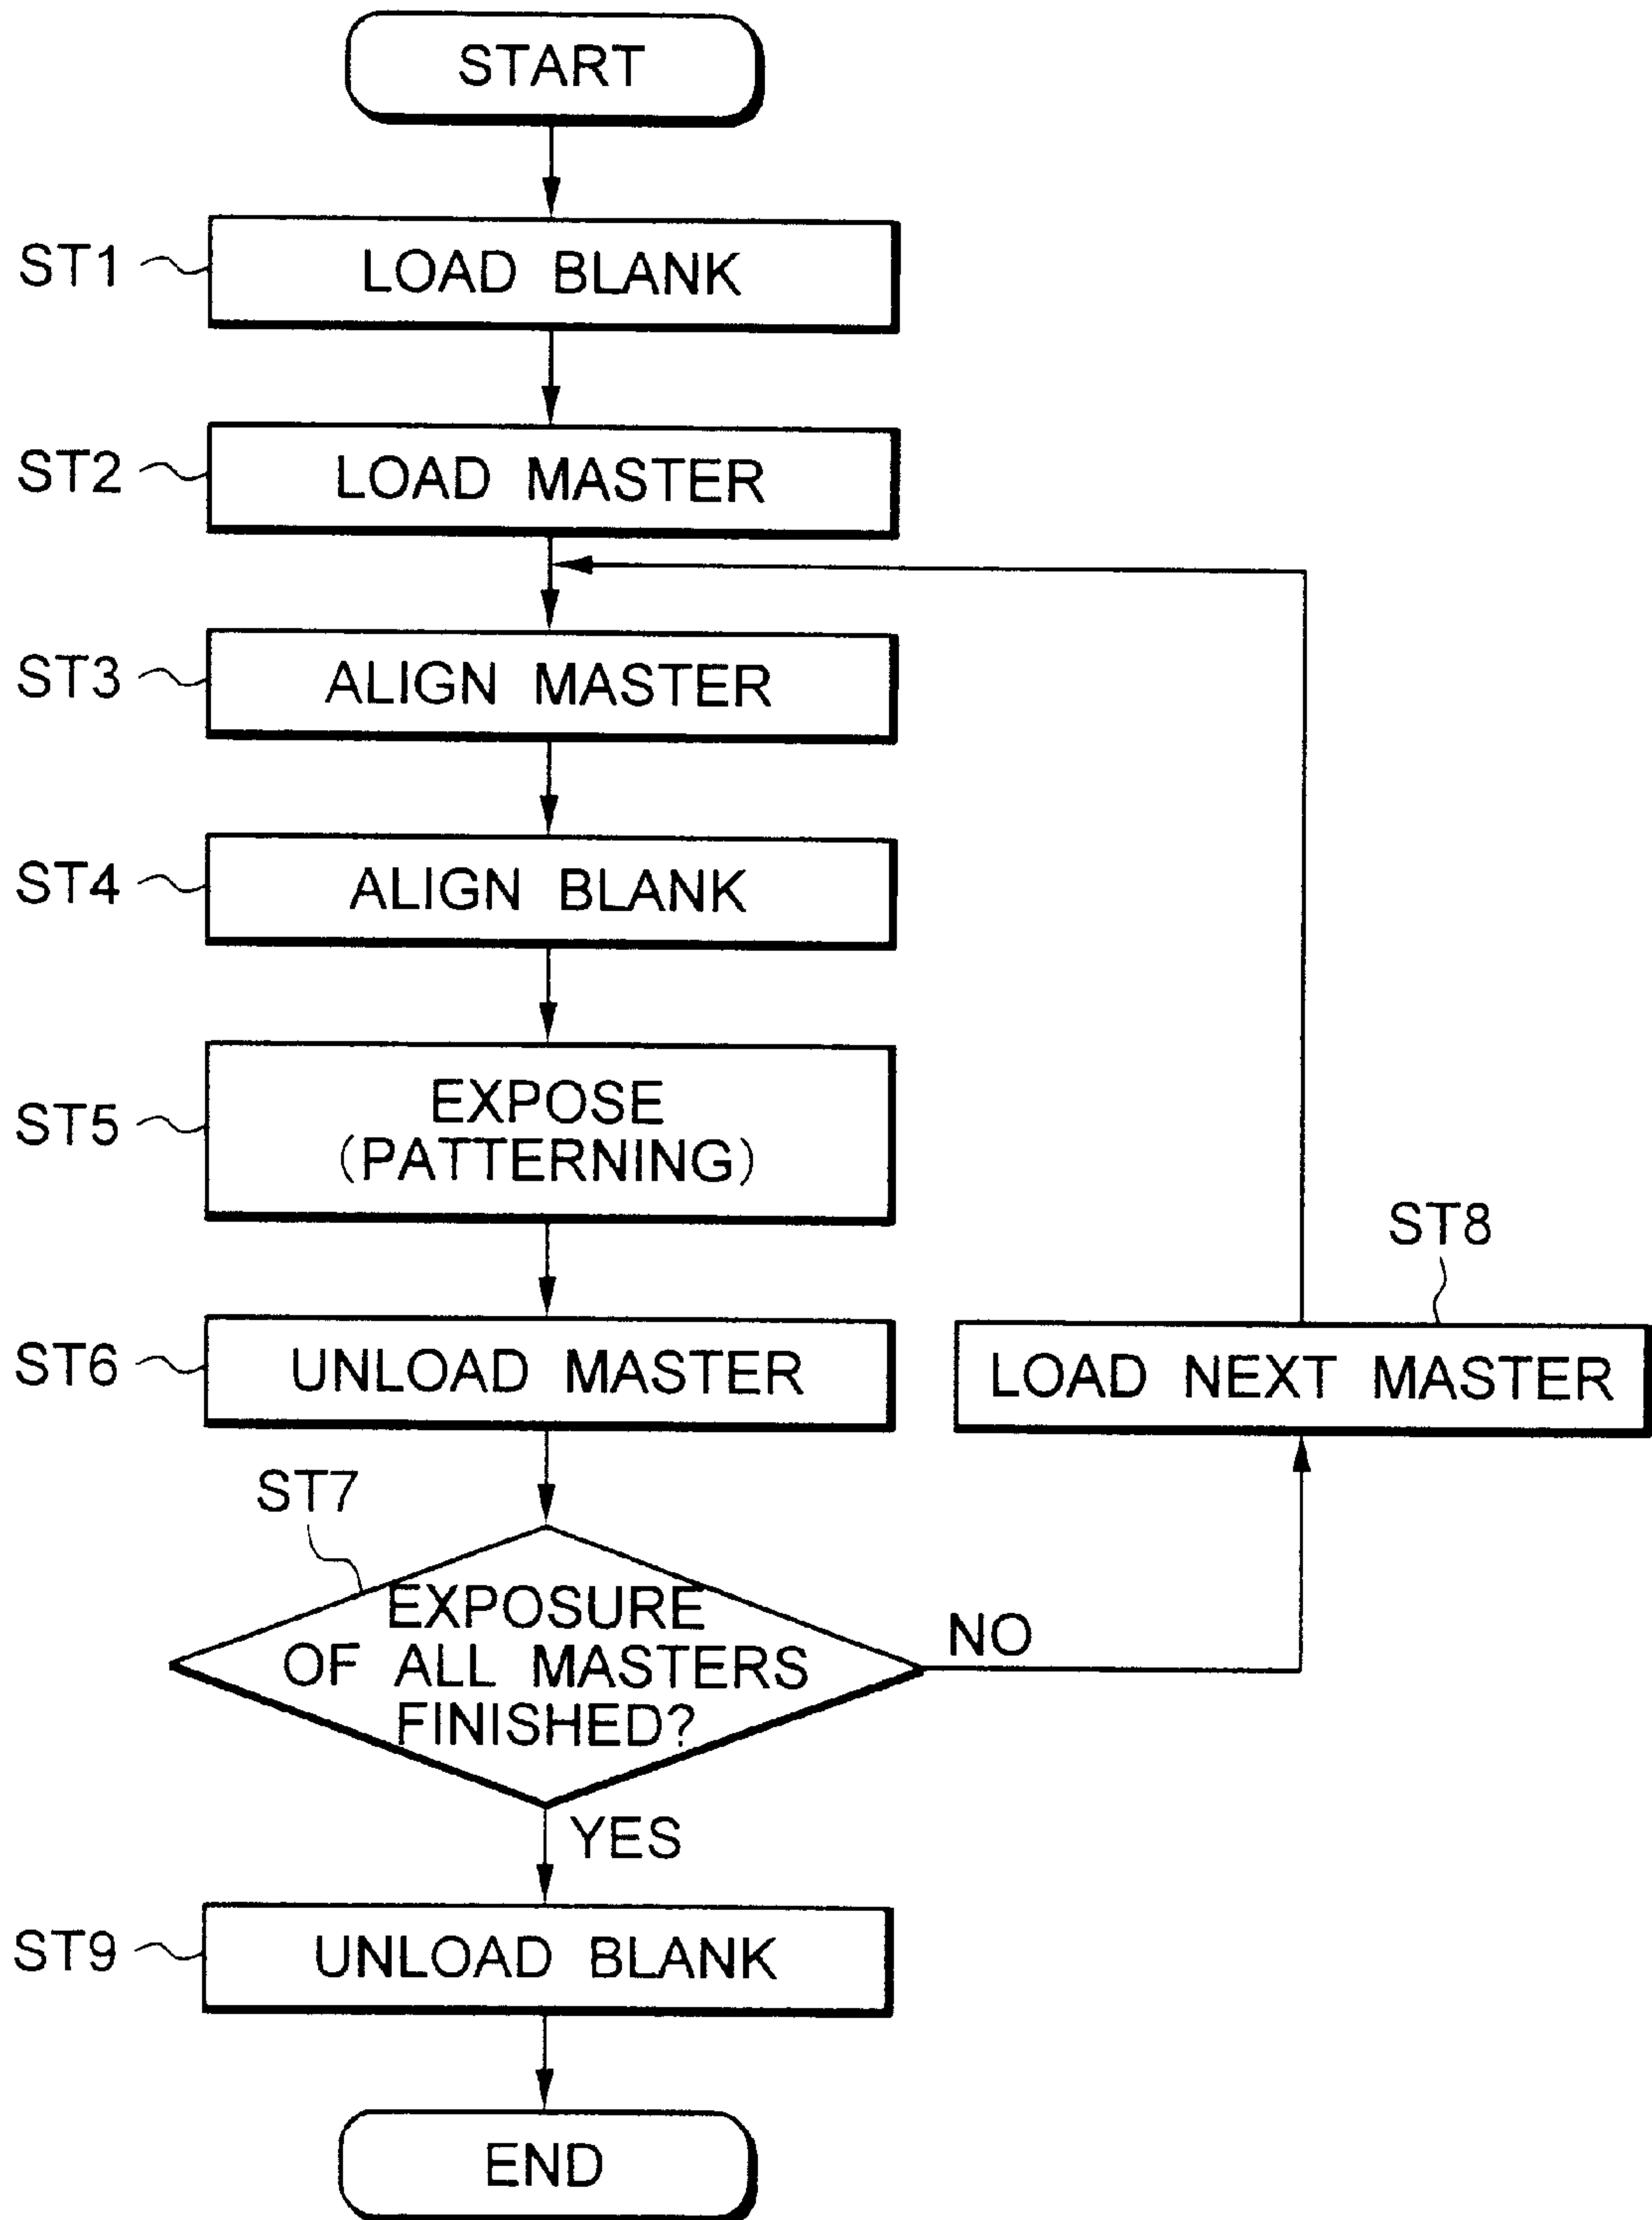 START
ST1
LOAD BLANK
ST2
LOAD MASTER
ST3
ALIGN MASTER
ST4
ALIGN BLANK
ST5
EXPOSE
(PATTERNING)
ST6
UNLOAD MASTER
ST8
LOAD NEXT MASTER
ST7
EXPOSURE
OF ALL MASTERS
FINISHED?
NO
YES
ST9
UNLOAD BLANK
END